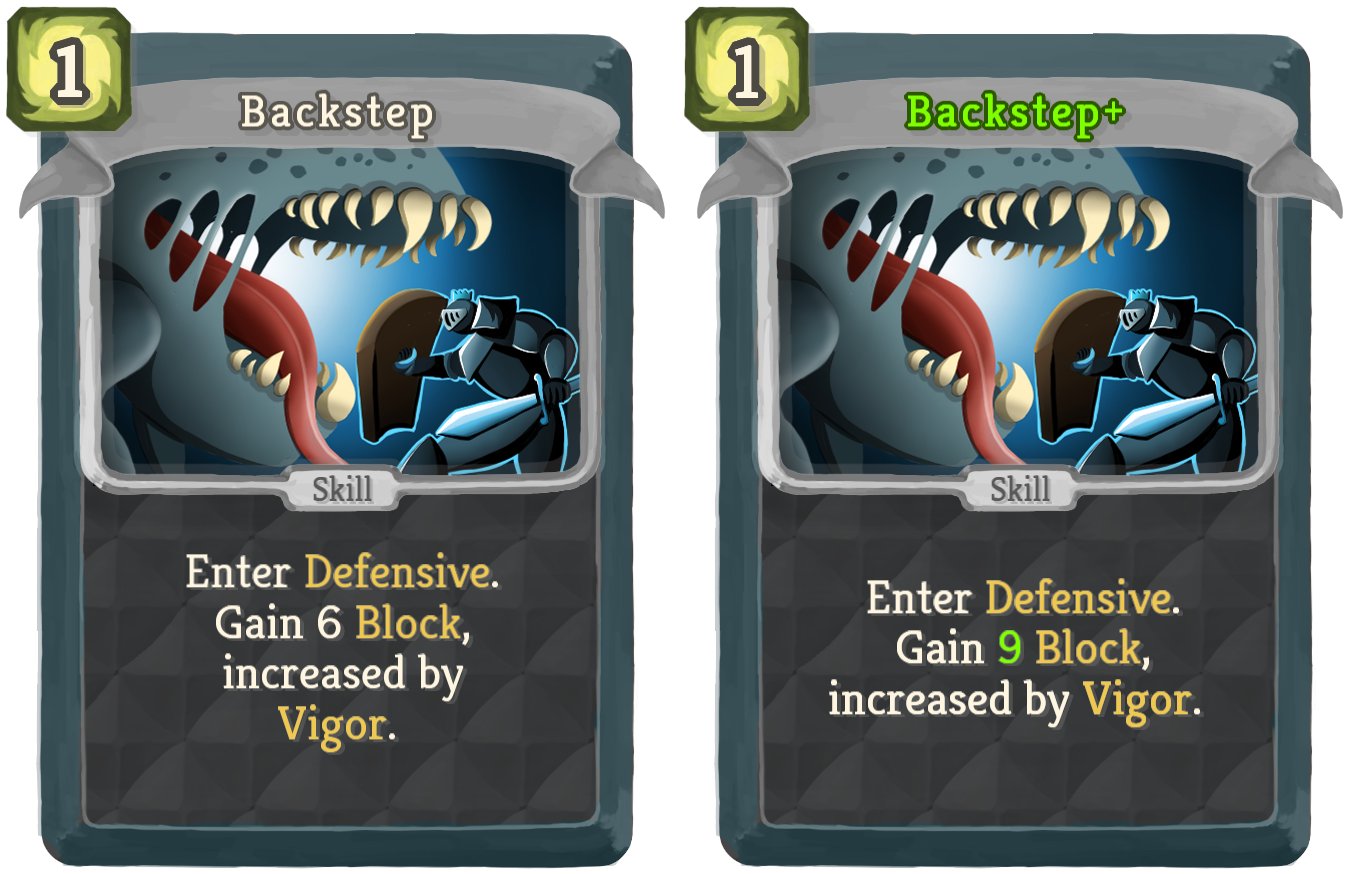 1
Backstep
Skill
Enter Defensive.
Gain 6 Block,
increased by
Vigor.
1
Backstep+
Skill
Enter Defensive.
Gain 9 Block,
increased by Vigor.